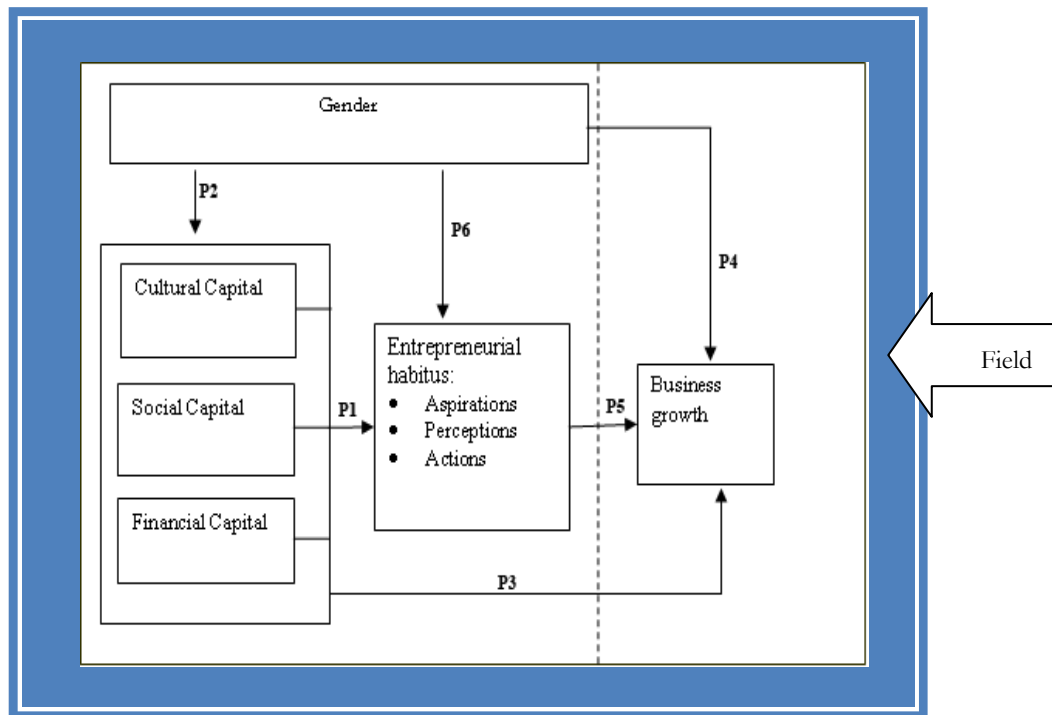 Gender
P2
P6
P4
Cultural Capital
Social Capital
Financial Capital
P1
Entrepreneurial
habitus:
• Aspirations
• Perceptions
• Actions
P5
Business
growth
P3
Field